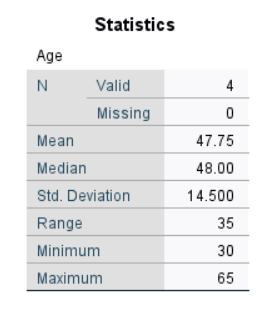 Statistics
Age
N Valid 4
Missing 0
Mean 47.75
Median 48.00
Std. Deviation 14.500
Range 35
Minimum 30
Maximum 65